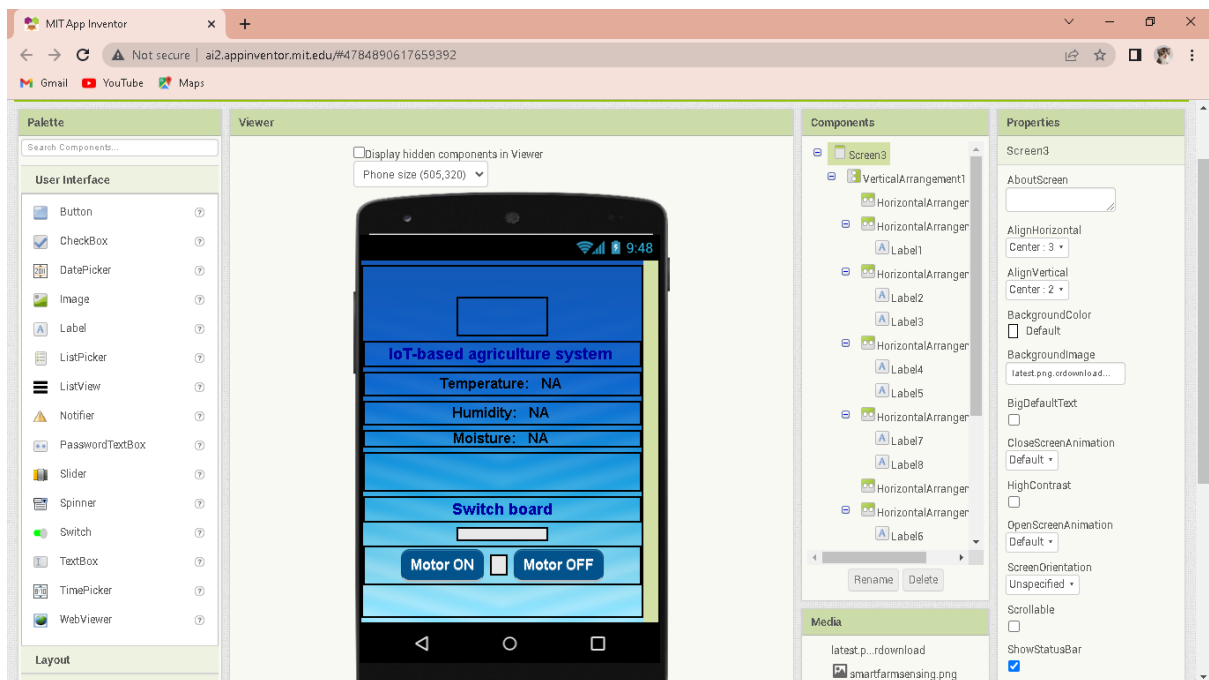 MIT App Inventor
Not secure | ai2.appinventor.mit.edu/#4784890617659392
Gmail YouTube Maps
Palette
Search Components...
User Interface
Button
CheckBox
DatePicker
Image
Label
ListPicker
ListView
Notifier
PasswordTextBox
Slider
Spinner
Switch
TextBox
TimePicker
WebViewer
Layout
Viewer
Display hidden components in Viewer
Phone size (505,320)
9:48
IoT-based agriculture system
Temperature: NA
Humidity: NA
Moisture: NA
Switch board
Motor ON Motor OFF
Components
Screen3
VerticalArrangement1
HorizontalArranger
HorizontalArranger
Label1
HorizontalArranger
Label2
Label3
HorizontalArranger
Label4
Label5
HorizontalArranger
Label7
Label8
HorizontalArranger
HorizontalArranger
Label6
Rename Delete
Media
latest.p...rdownload
smartfarmsensing.png
Properties
Screen3
AboutScreen
AlignHorizontal
Center : 3
AlignVertical
Center : 2
BackgroundColor
Default
BackgroundImage
latest.png.crdownload...
BigDefaultText
CloseScreenAnimation
Default
HighContrast
OpenScreenAnimation
Default
ScreenOrientation
Unspecified
Scrollable
ShowStatusBar